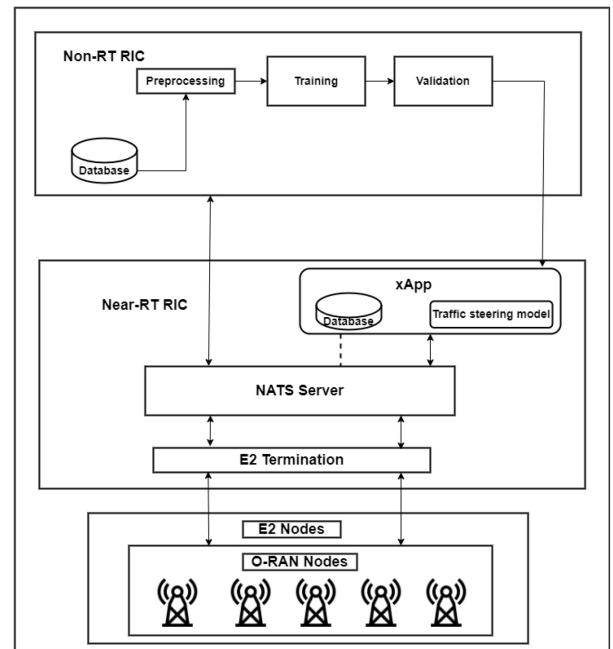 Non-RT RIC
Preprocessing
Training
Validation
Database
xApp
Near-RT RIC
Database
Traffic steering model
NATS Server
E2 Termination
E2 Nodes
O-RAN Nodes